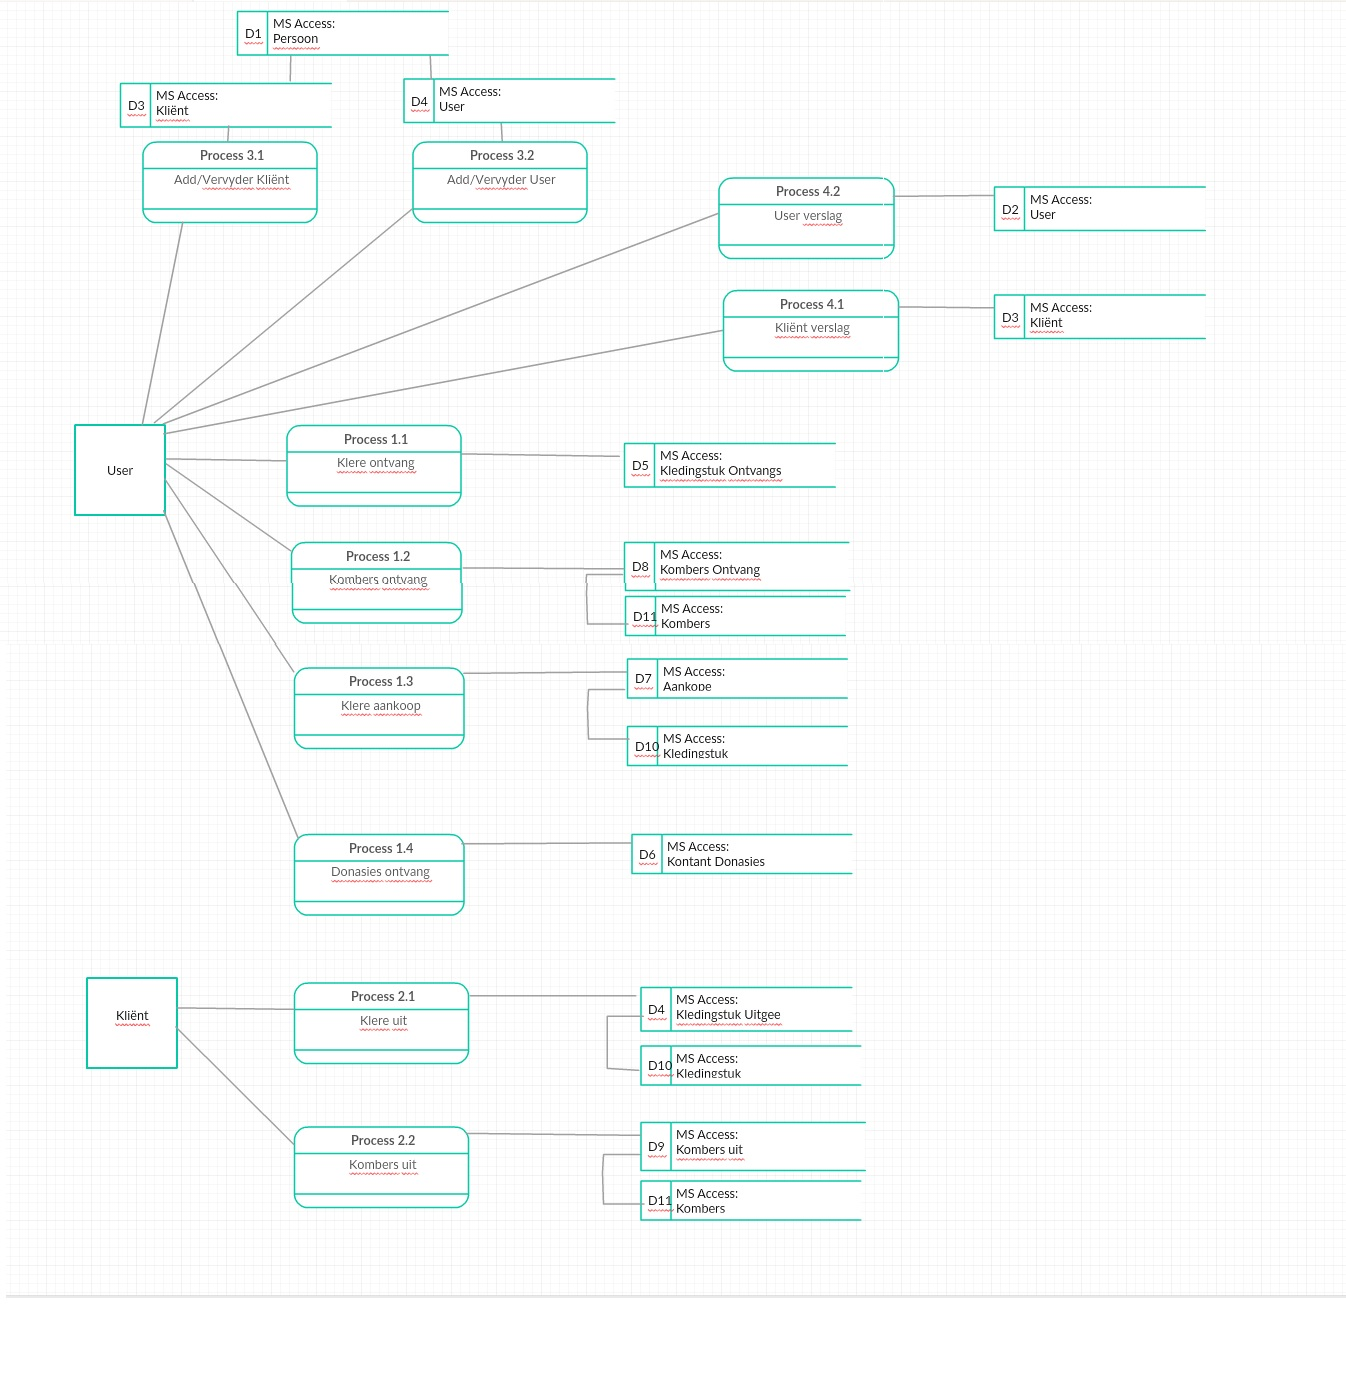 D1
MS Access:
Persoon
D3
MS Access:
Kliënt
D4
MS Access:
User
Process 3.1
Add/Vervyder Kliënt
Process 3.2
Add/Vervyder User
Process 4.2
User verslag
D2
MS Access:
User
Process 4.1
Kliënt verslag
D3
MS Access:
Kliënt
User
Process 1.1
Klere ontvang
D5
MS Access:
Kledingstuk Ontvangs
Process 1.2
Kombers ontvang
D8
MS Access:
Kombers Ontvang
D11
MS Access:
Kombers
Process 1.3
Klere aankoop
D7
MS Access:
Aankope
D10
MS Access:
Kledingstuk
Process 1.4
Donasies ontvang
D6
MS Access:
Kontant Donasies
Kliënt
Process 2.1
Klere uit
D4
MS Access:
Kledingstuk Uitgee
D10
MS Access:
Kledingstuk
Process 2.2
Kombers uit
D9
MS Access:
Kombers uit
D11
MS Access:
Kombers